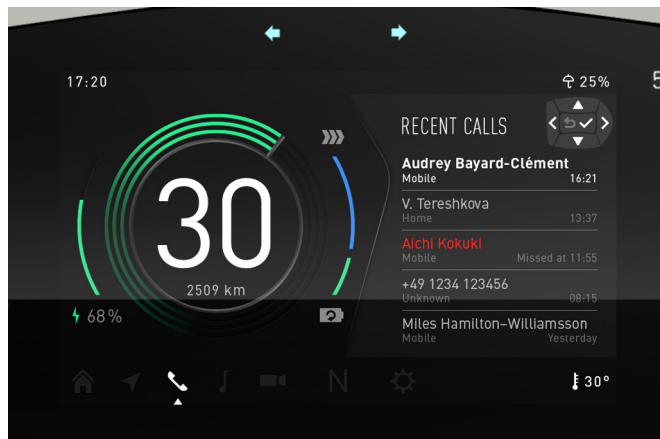 17:20
25%
5
RECENT CALLS
Audrey Bayard-Clément
Mobile 16:21
V. Tereshkova
Home 13:37
Aichi Kokuki
Mobile Missed at 11:55
+49 1234 123456
Unknown 08:15
Miles Hamilton–Williamsson
Mobile Yesterday
30
2509 km
68%
N
30°